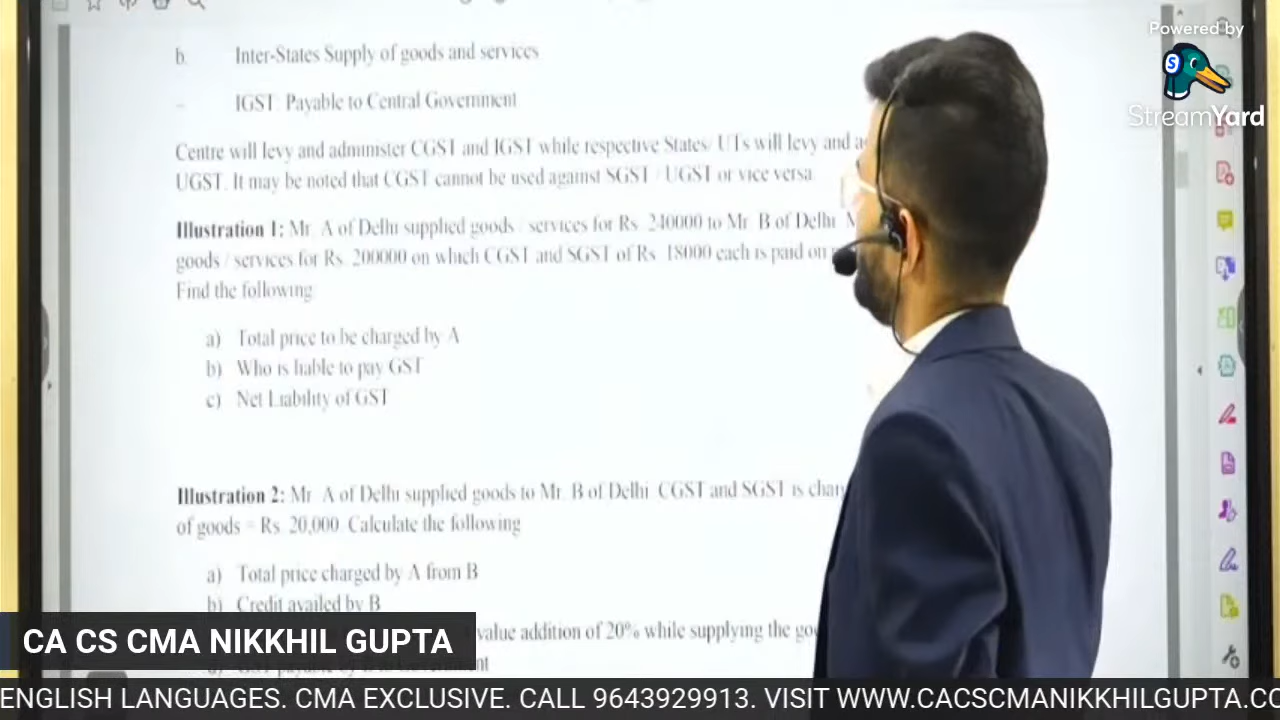 Powered by
StreamYard
b. Inter-States Supply of goods and services
– IGST Payable to Central Government
Centre will levy and administer CGST and IGST while respective States/ UTs will levy and
UGST. It may be noted that CGST cannot be used against SGST / UGST or vice versa
Illustration 1: Mr. A of Delhi supplied goods / services for Rs. 240000 to Mr. B of Delhi.
goods / services for Rs. 200000 on which CGST and SGST of Rs. 18000 each is paid on
Find the following
a) Total price to be charged by A
b) Who is liable to pay GST
c) Net Liability of GST
Illustration 2: Mr. A of Delhi supplied goods to Mr. B of Delhi. CGST and SGST is
of goods = Rs. 20,000. Calculate the following
a) Total price charged by A from B
b) Credit availed by B
value addition of 20% while supplying the
CA CS CMA NIKKHIL GUPTA
ENGLISH LANGUAGES. CMA EXCLUSIVE. CALL 9643929913. VISIT WWW.CACSCMANIKKHILGUPTA.CO